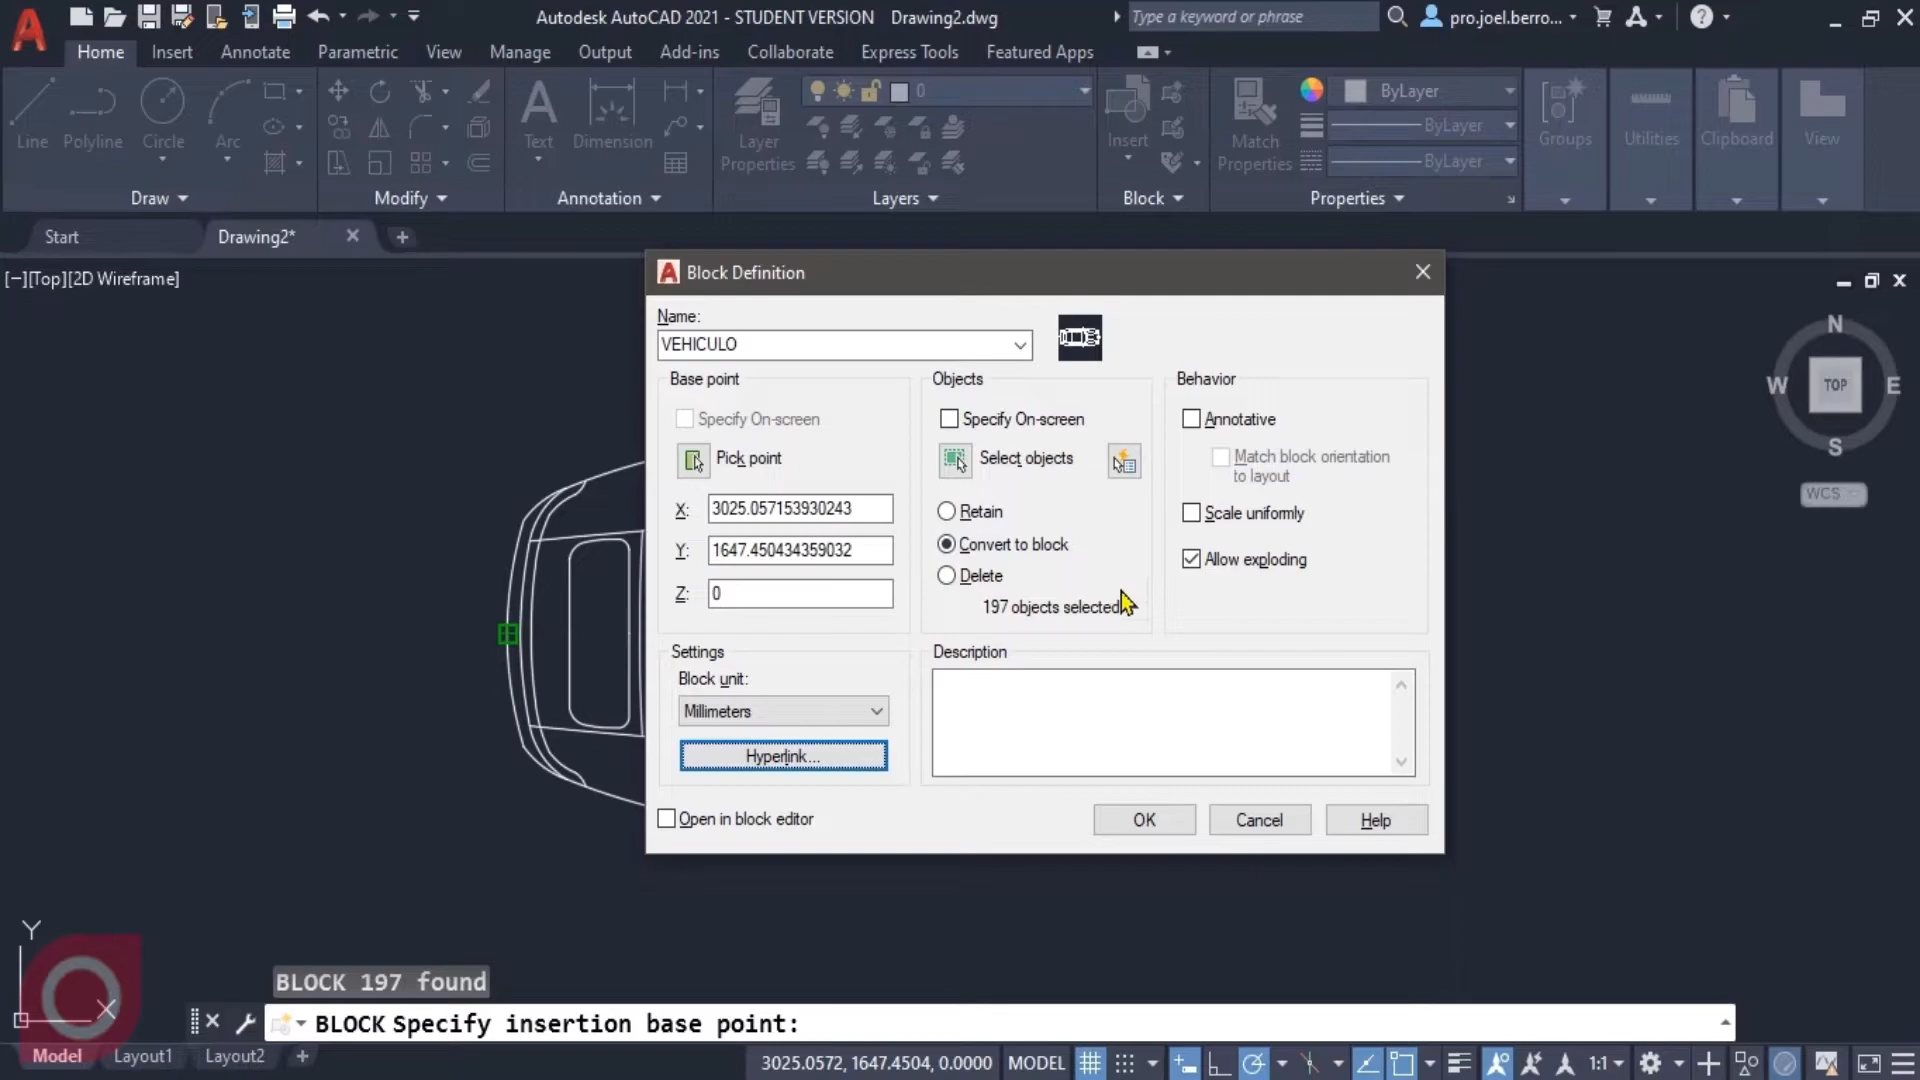 Autodesk AutoCAD 2021 - STUDENT VERSION Drawing2.dwg
Type a keyword or phrase
pro.joel.berro...
Home Insert Annotate Parametric View Manage Output Add-ins Collaborate Express Tools Featured Apps
0
ByLayer
ByLayer
ByLayer
Line Polyline Circle Arc
Text Dimension
Layer
Properties
Insert
Match
Properties
Groups
Utilities
Clipboard
View
Draw
Modify
Annotation
Layers
Block
Properties
Start
Drawing2*
[−][Top][2D Wireframe]
N
W
TOP
E
S
WCS
Block Definition
Name:
VEHICULO
Base point
Specify On-screen
Pick point
X: 3025.057153930243
Y: 1647.450434359032
Z: 0
Objects
Specify On-screen
Select objects
Retain
Convert to block
Delete
197 objects selected
Behavior
Annotative
Match block orientation
to layout
Scale uniformly
Allow exploding
Settings
Block unit:
Millimeters
Hyperlink...
Description
Open in block editor
OK
Cancel
Help
Y
X
BLOCK 197 found
BLOCK Specify insertion base point:
Model Layout1 Layout2
3025.0572, 1647.4504, 0.0000 MODEL
1:1